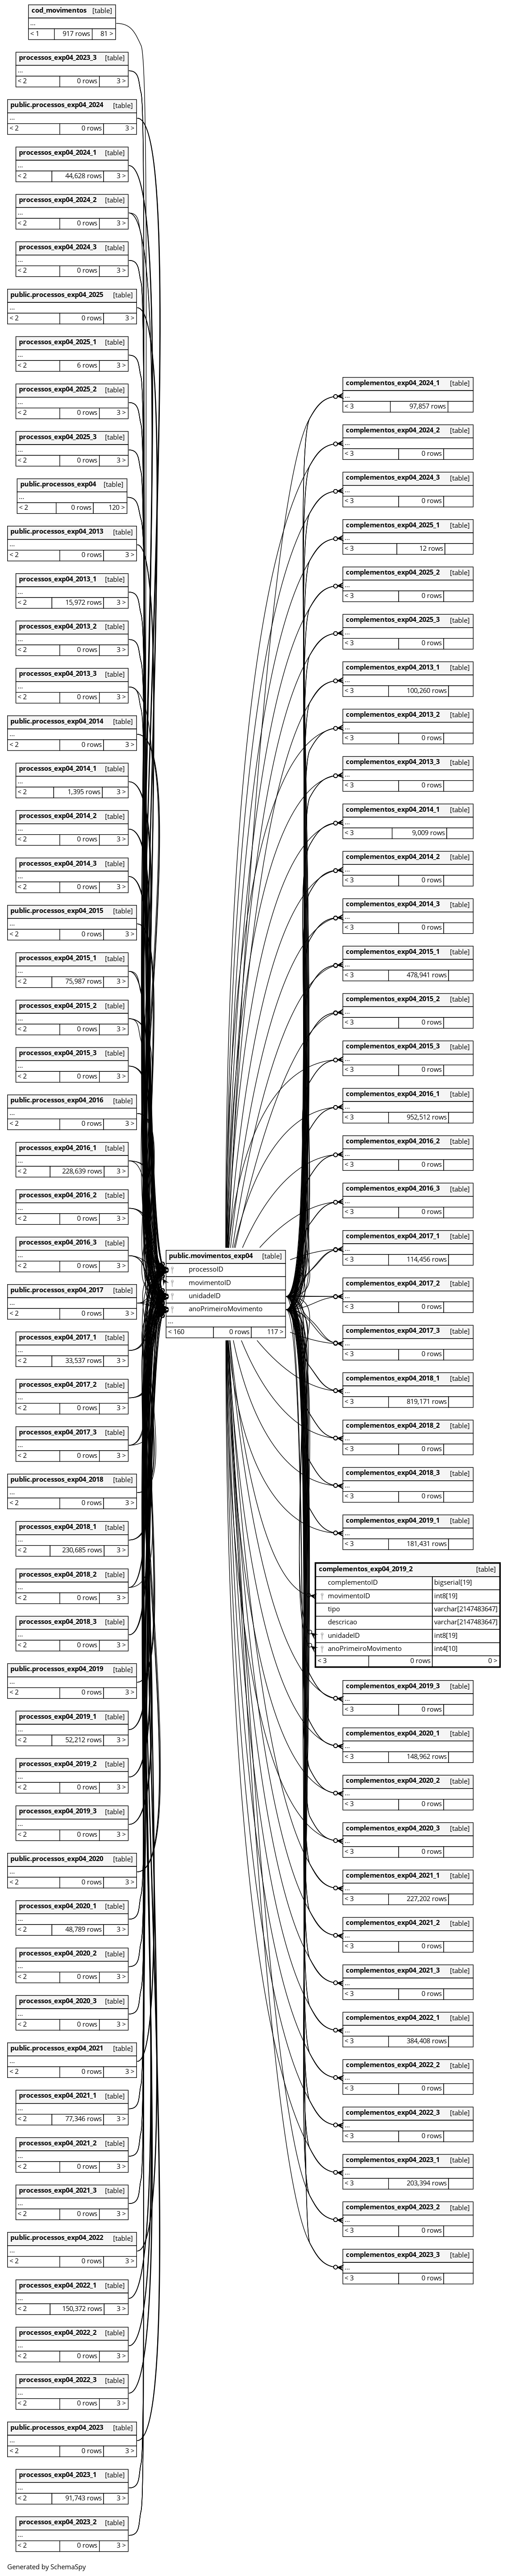 cod_movimentos [table]
...
< 1 917 rows 81 >
processos_exp04_2023_3 [table]
...
< 2 0 rows 3 >
public.processos_exp04_2024 [table]
...
< 2 0 rows 3 >
processos_exp04_2024_1 [table]
...
< 2 44,628 rows 3 >
processos_exp04_2024_2 [table]
...
< 2 0 rows 3 >
processos_exp04_2024_3 [table]
...
< 2 0 rows 3 >
public.processos_exp04_2025 [table]
...
< 2 0 rows 3 >
processos_exp04_2025_1 [table]
...
< 2 6 rows 3 >
processos_exp04_2025_2 [table]
...
< 2 0 rows 3 >
processos_exp04_2025_3 [table]
...
< 2 0 rows 3 >
public.processos_exp04 [table]
...
< 2 0 rows 120 >
public.processos_exp04_2013 [table]
...
< 2 0 rows 3 >
processos_exp04_2013_1 [table]
...
< 2 15,972 rows 3 >
processos_exp04_2013_2 [table]
...
< 2 0 rows 3 >
processos_exp04_2013_3 [table]
...
< 2 0 rows 3 >
public.processos_exp04_2014 [table]
...
< 2 0 rows 3 >
processos_exp04_2014_1 [table]
...
< 2 1,395 rows 3 >
processos_exp04_2014_2 [table]
...
< 2 0 rows 3 >
processos_exp04_2014_3 [table]
...
< 2 0 rows 3 >
public.processos_exp04_2015 [table]
...
< 2 0 rows 3 >
processos_exp04_2015_1 [table]
...
< 2 75,987 rows 3 >
processos_exp04_2015_2 [table]
...
< 2 0 rows 3 >
processos_exp04_2015_3 [table]
...
< 2 0 rows 3 >
public.processos_exp04_2016 [table]
...
< 2 0 rows 3 >
processos_exp04_2016_1 [table]
...
< 2 228,639 rows 3 >
processos_exp04_2016_2 [table]
...
< 2 0 rows 3 >
processos_exp04_2016_3 [table]
...
< 2 0 rows 3 >
public.processos_exp04_2017 [table]
...
< 2 0 rows 3 >
processos_exp04_2017_1 [table]
...
< 2 33,537 rows 3 >
processos_exp04_2017_2 [table]
...
< 2 0 rows 3 >
processos_exp04_2017_3 [table]
...
< 2 0 rows 3 >
public.processos_exp04_2018 [table]
...
< 2 0 rows 3 >
processos_exp04_2018_1 [table]
...
< 2 230,685 rows 3 >
processos_exp04_2018_2 [table]
...
< 2 0 rows 3 >
processos_exp04_2018_3 [table]
...
< 2 0 rows 3 >
public.processos_exp04_2019 [table]
...
< 2 0 rows 3 >
processos_exp04_2019_1 [table]
...
< 2 52,212 rows 3 >
processos_exp04_2019_2 [table]
...
< 2 0 rows 3 >
processos_exp04_2019_3 [table]
...
< 2 0 rows 3 >
public.processos_exp04_2020 [table]
...
< 2 0 rows 3 >
processos_exp04_2020_1 [table]
...
< 2 48,789 rows 3 >
processos_exp04_2020_2 [table]
...
< 2 0 rows 3 >
processos_exp04_2020_3 [table]
...
< 2 0 rows 3 >
public.processos_exp04_2021 [table]
...
< 2 0 rows 3 >
processos_exp04_2021_1 [table]
...
< 2 77,346 rows 3 >
processos_exp04_2021_2 [table]
...
< 2 0 rows 3 >
processos_exp04_2021_3 [table]
...
< 2 0 rows 3 >
public.processos_exp04_2022 [table]
...
< 2 0 rows 3 >
processos_exp04_2022_1 [table]
...
< 2 150,372 rows 3 >
processos_exp04_2022_2 [table]
...
< 2 0 rows 3 >
processos_exp04_2022_3 [table]
...
< 2 0 rows 3 >
public.processos_exp04_2023 [table]
...
< 2 0 rows 3 >
processos_exp04_2023_1 [table]
...
< 2 91,743 rows 3 >
processos_exp04_2023_2 [table]
...
< 2 0 rows 3 >
public.movimentos_exp04 [table]
processoID
movimentoID
unidadeID
anoPrimeiroMovimento
...
< 160 0 rows 117 >
complementos_exp04_2024_1 [table]
...
< 3 97,857 rows
complementos_exp04_2024_2 [table]
...
< 3 0 rows
complementos_exp04_2024_3 [table]
...
< 3 0 rows
complementos_exp04_2025_1 [table]
...
< 3 12 rows
complementos_exp04_2025_2 [table]
...
< 3 0 rows
complementos_exp04_2025_3 [table]
...
< 3 0 rows
complementos_exp04_2013_1 [table]
...
< 3 100,260 rows
complementos_exp04_2013_2 [table]
...
< 3 0 rows
complementos_exp04_2013_3 [table]
...
< 3 0 rows
complementos_exp04_2014_1 [table]
...
< 3 9,009 rows
complementos_exp04_2014_2 [table]
...
< 3 0 rows
complementos_exp04_2014_3 [table]
...
< 3 0 rows
complementos_exp04_2015_1 [table]
...
< 3 478,941 rows
complementos_exp04_2015_2 [table]
...
< 3 0 rows
complementos_exp04_2015_3 [table]
...
< 3 0 rows
complementos_exp04_2016_1 [table]
...
< 3 952,512 rows
complementos_exp04_2016_2 [table]
...
< 3 0 rows
complementos_exp04_2016_3 [table]
...
< 3 0 rows
complementos_exp04_2017_1 [table]
...
< 3 114,456 rows
complementos_exp04_2017_2 [table]
...
< 3 0 rows
complementos_exp04_2017_3 [table]
...
< 3 0 rows
complementos_exp04_2018_1 [table]
...
< 3 819,171 rows
complementos_exp04_2018_2 [table]
...
< 3 0 rows
complementos_exp04_2018_3 [table]
...
< 3 0 rows
complementos_exp04_2019_1 [table]
...
< 3 181,431 rows
complementos_exp04_2019_2 [table]
complementoID bigserial[19]
movimentoID int8[19]
tipo varchar[2147483647]
descricao varchar[2147483647]
unidadeID int8[19]
anoPrimeiroMovimento int4[10]
< 3 0 rows 0 >
complementos_exp04_2019_3 [table]
...
< 3 0 rows
complementos_exp04_2020_1 [table]
...
< 3 148,962 rows
complementos_exp04_2020_2 [table]
...
< 3 0 rows
complementos_exp04_2020_3 [table]
...
< 3 0 rows
complementos_exp04_2021_1 [table]
...
< 3 227,202 rows
complementos_exp04_2021_2 [table]
...
< 3 0 rows
complementos_exp04_2021_3 [table]
...
< 3 0 rows
complementos_exp04_2022_1 [table]
...
< 3 384,408 rows
complementos_exp04_2022_2 [table]
...
< 3 0 rows
complementos_exp04_2022_3 [table]
...
< 3 0 rows
complementos_exp04_2023_1 [table]
...
< 3 203,394 rows
complementos_exp04_2023_2 [table]
...
< 3 0 rows
complementos_exp04_2023_3 [table]
...
< 3 0 rows
Generated by SchemaSpy